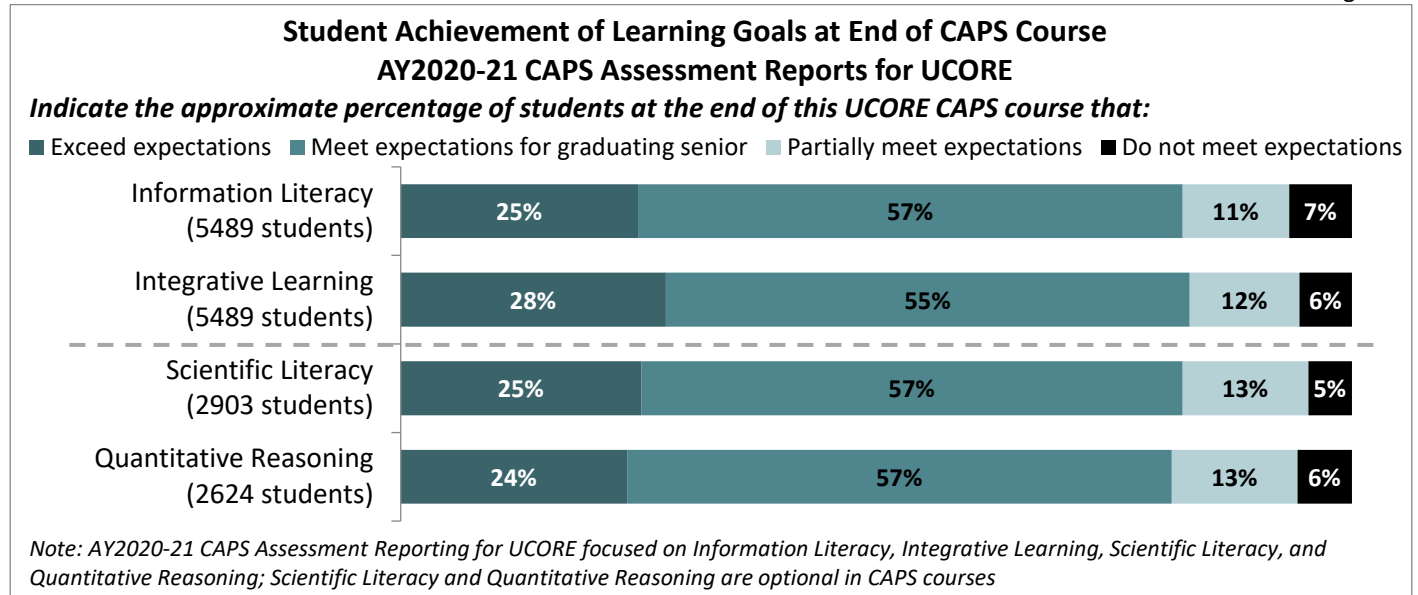 Student Achievement of Learning Goals at End of CAPS Course
AY2020-21 CAPS Assessment Reports for UCORE
Indicate the approximate percentage of students at the end of this UCORE CAPS course that:
Exceed expectations Meet expectations for graduating senior Partially meet expectations Do not meet expectations
Information Literacy
(5489 students)
25% 57% 11% 7%
Integrative Learning
(5489 students)
28% 55% 12% 6%
Scientific Literacy
(2903 students)
25% 57% 13% 5%
Quantitative Reasoning
(2624 students)
24% 57% 13% 6%
Note: AY2020-21 CAPS Assessment Reporting for UCORE focused on Information Literacy, Integrative Learning, Scientific Literacy, and
Quantitative Reasoning; Scientific Literacy and Quantitative Reasoning are optional in CAPS courses